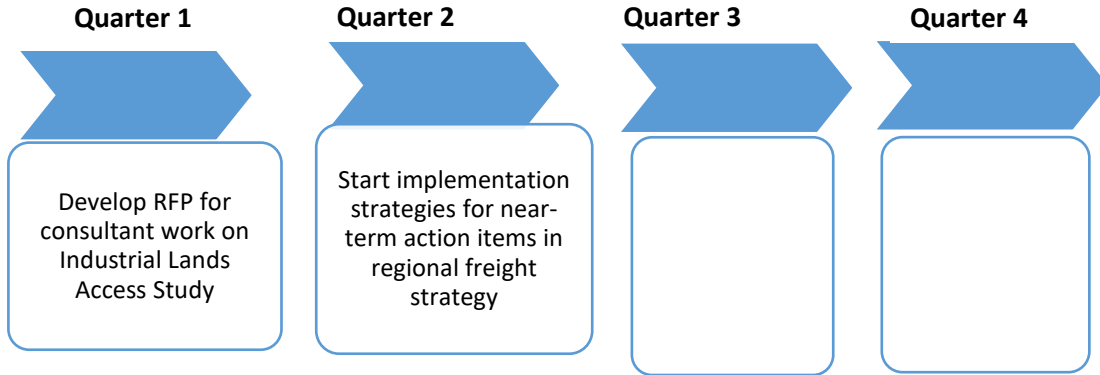 Quarter 1
Quarter 2
Quarter 3
Quarter 4
Develop RFP for
consultant work on
Industrial Lands
Access Study
Start implementation
strategies for near-
term action items in
regional freight
strategy